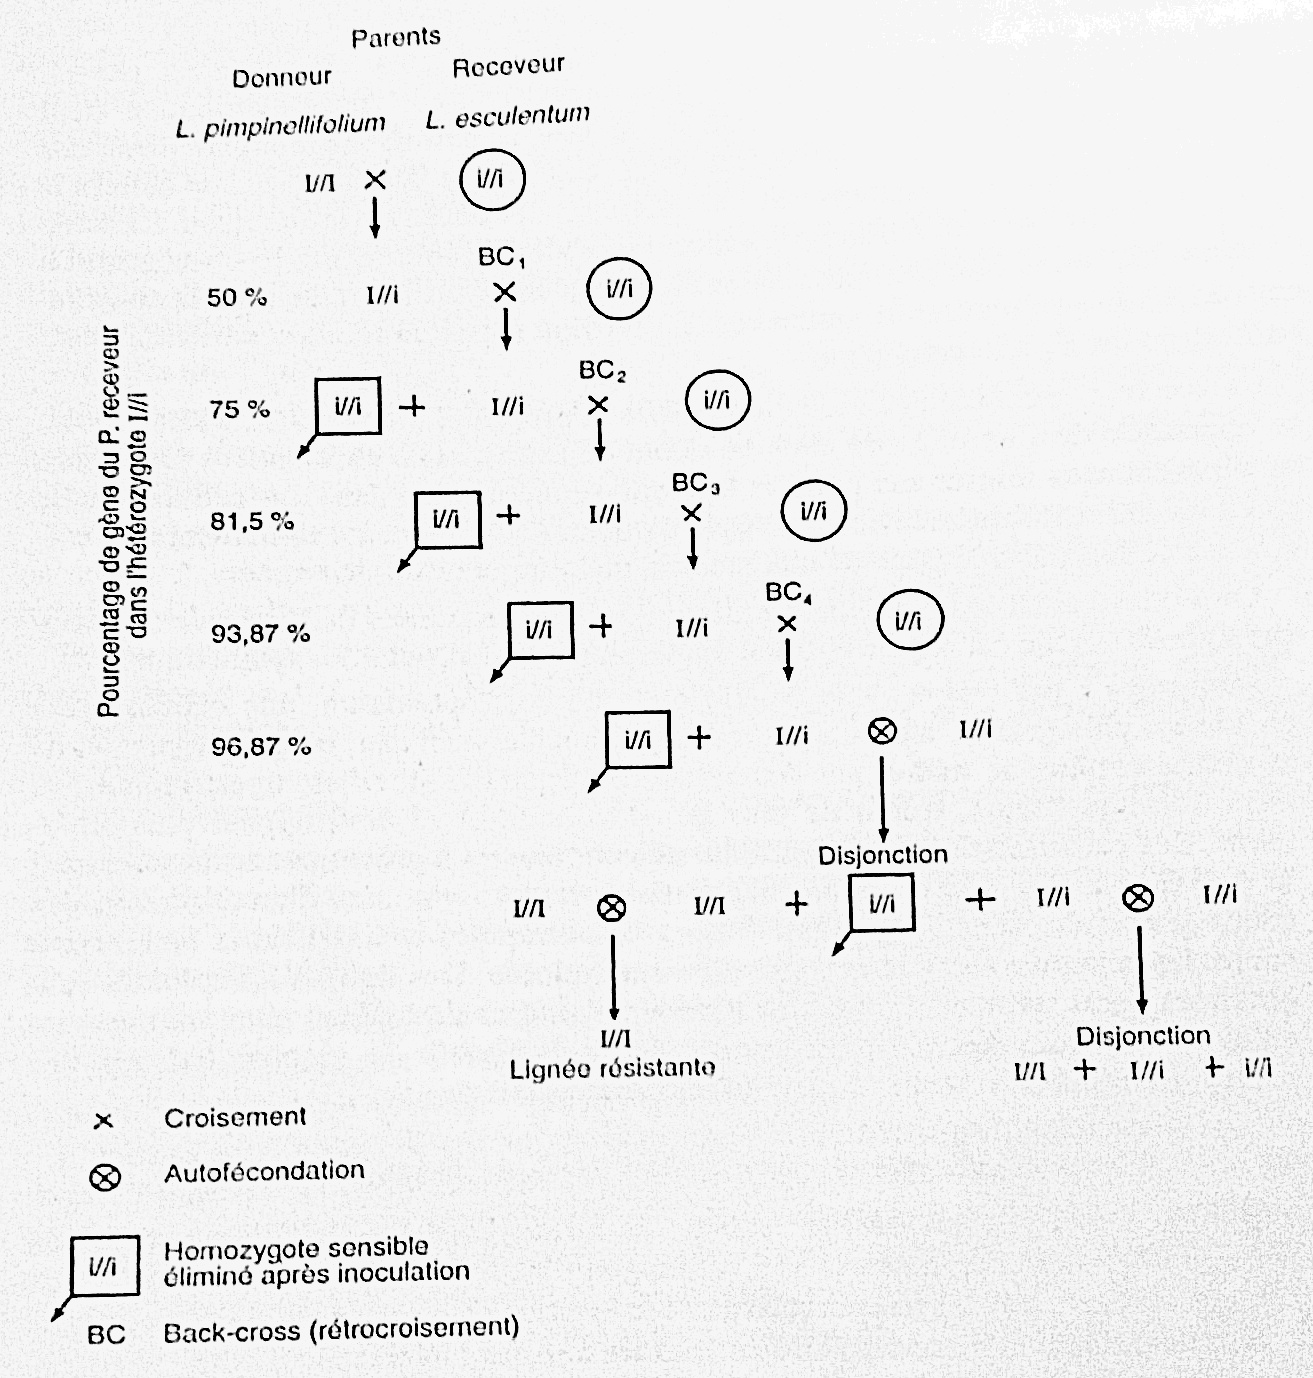 Parents
Donneur
Receveur
L. pimpinellifolium
L. esculentum
I//I × i//i
BC₁
50 % I//i × i//i
BC₂
75 % i//i + I//i × i//i
BC₃
81,5 % i//i + I//i × i//i
BC₄
93,87 % i//i + I//i × i//i
96,87 % i//i + I//i ⊗ I//i
Pourcentage de gène du P. receveur
dans l'hétérozygote I//i
Disjonction
I//I ⊗ I//I + i//i + I//i ⊗ I//i
I//I
Lignée résistante
Disjonction
I//I + I//i + i//i
× Croisement
⊗ Autofécondation
i//i Homozygote sensible
éliminé après inoculation
BC Back-cross (rétrocroisement)